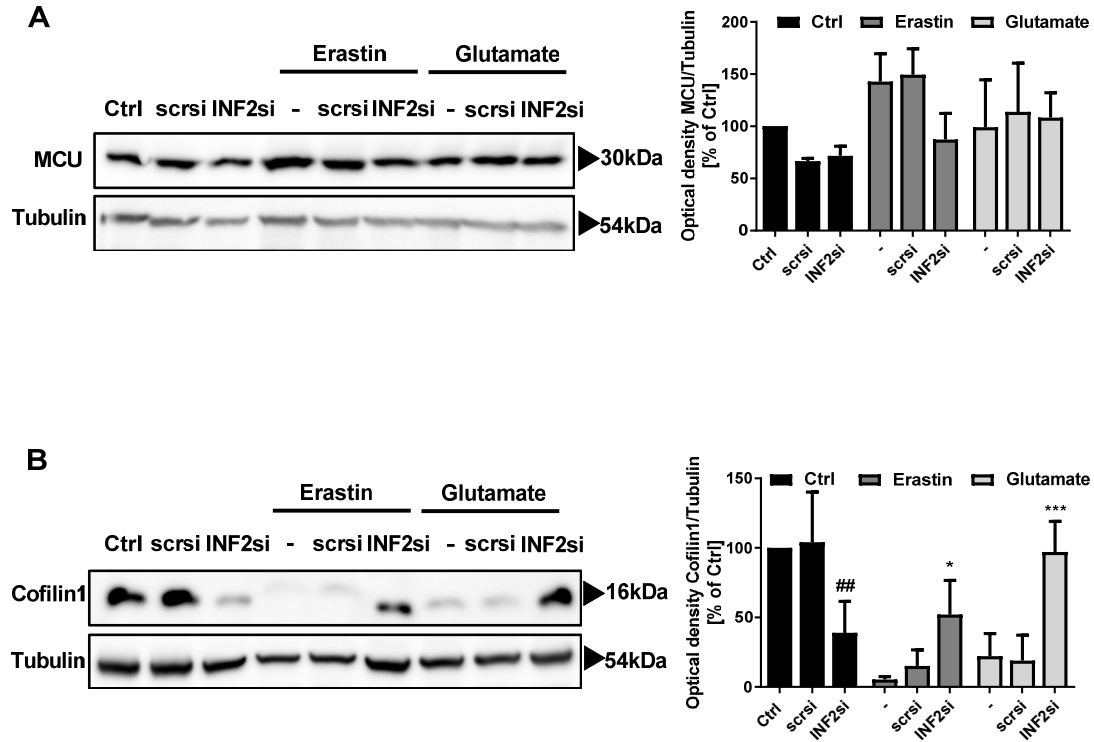 A
Erastin
Glutamate
Ctrl scrsi INF2si - scrsi INF2si - scrsi INF2si
MCU
30kDa
Tubulin
54kDa
Ctrl
Erastin
Glutamate
Optical density MCU/Tubulin
[% of Ctrl]
200
150
100
50
0
Ctrl
scrsi
INF2si
-
scrsi
INF2si
-
scrsi
INF2si
B
Erastin
Glutamate
Ctrl scrsi INF2si - scrsi INF2si - scrsi INF2si
Cofilin1
16kDa
Tubulin
54kDa
Ctrl
Erastin
Glutamate
Optical density Cofilin1/Tubulin
[% of Ctrl]
150
100
50
0
##
*
***
Ctrl
scrsi
INF2si
-
scrsi
INF2si
-
scrsi
INF2si